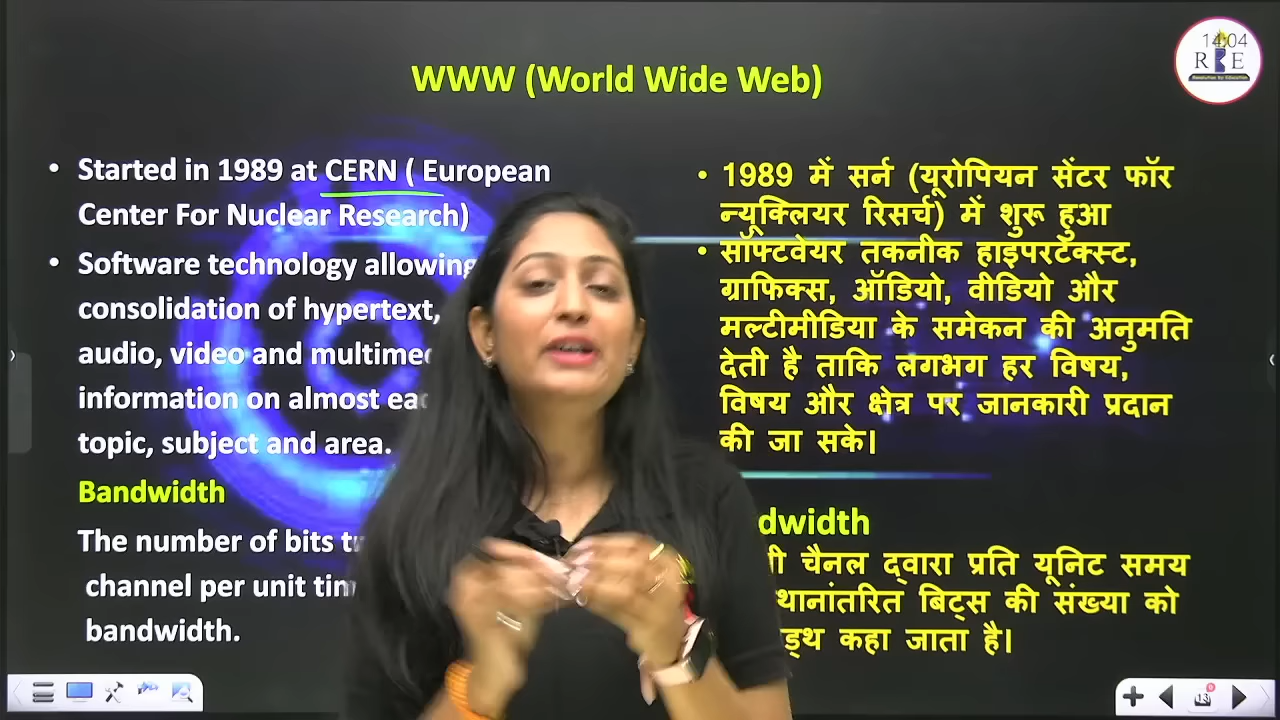 14:04
R E
WWW (World Wide Web)
• Started in 1989 at CERN ( European
Center For Nuclear Research)
• Software technology allowing
consolidation of hypertext,
audio, video and
information on almost
topic, subject and area.
Bandwidth
The number of bits
channel per unit
bandwidth.
• 1989 में सर्न (यूरोपियन सेंटर फॉर
न्यूक्लियर रिसर्च) में शुरू हुआ
• सॉफ्टवेयर तकनीक हाइपरटेक्स्ट,
ग्राफिक्स, ऑडियो, वीडियो और
मल्टीमीडिया के समेकन की अनुमति
देती है ताकि लगभग हर विषय,
विषय और क्षेत्र पर जानकारी प्रदान
की जा सके।
dwidth
चैनल द्वारा प्रति यूनिट समय
थानांतरित बिट्स की संख्या को
ड्थ कहा जाता है।
13